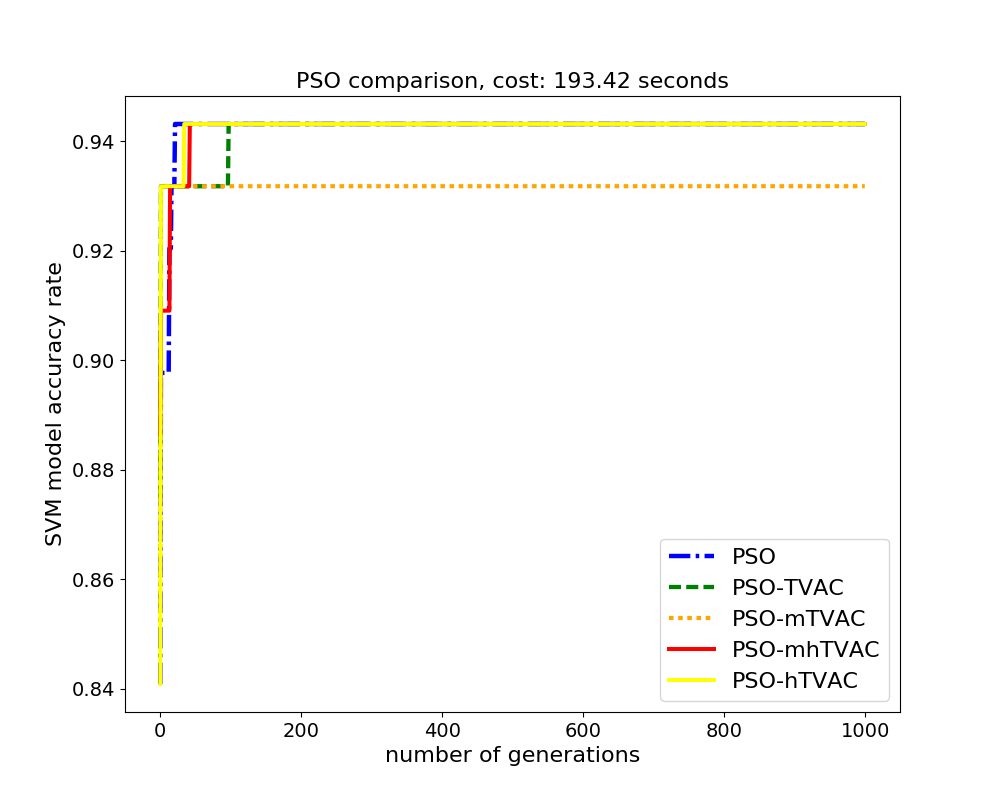 PSO comparison, cost: 193.42 seconds
SVM model accuracy rate
0.94
0.92
0.90
0.88
0.86
0.84
PSO
PSO-TVAC
PSO-mTVAC
PSO-mhTVAC
PSO-hTVAC
0 200 400 600 800 1000
number of generations